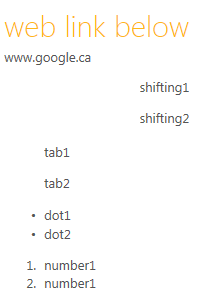 web link below
www.google.ca
shifting1
shifting2
tab1
tab2
• dot1
• dot2
1. number1
2. number1